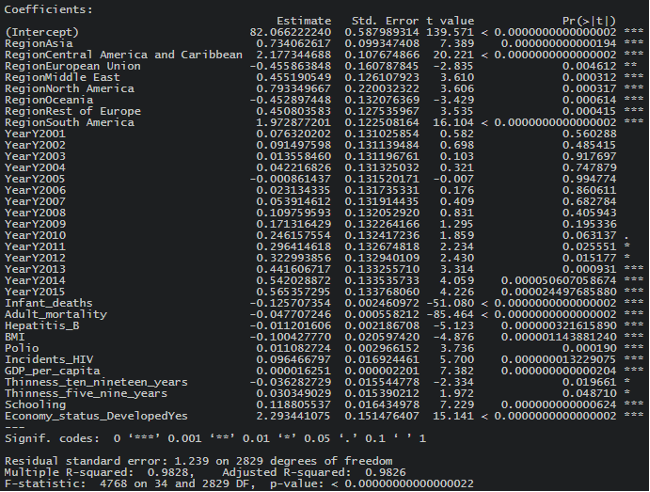 Coefficients:
                                     Estimate  Std. Error t value             Pr(>|t|)
(Intercept)                      82.066222240 0.587989314 139.571 < 0.0000000000000002 ***
RegionAsia                        0.734062617 0.099347408   7.389    0.000000000000194 ***
RegionCentral America and Caribbean 2.177344688 0.107674866  20.221 < 0.0000000000000002 ***
RegionEuropean Union             -0.455863848 0.160787845  -2.835             0.004612 **
RegionMiddle East                 0.455190549 0.126107923   3.610             0.000312 ***
RegionNorth America               0.793349667 0.220032322   3.606             0.000317 ***
RegionOceania                    -0.452897448 0.132076369  -3.429             0.000614 ***
RegionRest of Europe              0.450803583 0.127535967   3.535             0.000415 ***
RegionSouth America               1.972877201 0.122508164  16.104 < 0.0000000000000002 ***
YearY2001                         0.076320202 0.131025854   0.582             0.560288
YearY2002                         0.091497598 0.131139484   0.698             0.485415
YearY2003                         0.013558460 0.131196761   0.103             0.917697
YearY2004                         0.042216826 0.131325032   0.321             0.747879
YearY2005                        -0.000861437 0.131520171  -0.007             0.994774
YearY2006                         0.023134335 0.131735331   0.176             0.860611
YearY2007                         0.053914612 0.131914434   0.409             0.682784
YearY2008                         0.109759593 0.132052920   0.831             0.405943
YearY2009                         0.171316429 0.132264166   1.295             0.195336
YearY2010                         0.246157554 0.132417236   1.859             0.063137 .
YearY2011                         0.296414618 0.132674818   2.234             0.025551 *
YearY2012                         0.322993856 0.132940109   2.430             0.015177 *
YearY2013                         0.441606717 0.133255710   3.314             0.000931 ***
YearY2014                         0.542028872 0.133535733   4.059    0.000050607058674 ***
YearY2015                         0.565357295 0.133768060   4.226    0.000024497685880 ***
Infant_deaths                    -0.125707354 0.002460972 -51.080 < 0.0000000000000002 ***
Adult_mortality                  -0.047707246 0.000558212 -85.464 < 0.0000000000000002 ***
Hepatitis_B                      -0.011201606 0.002186708  -5.123    0.000000321615890 ***
BMI                              -0.100427770 0.020597420  -4.876    0.000001143881240 ***
Polio                             0.011082724 0.002966152   3.736             0.000190 ***
Incidents_HIV                     0.096466797 0.016924461   5.700    0.000000013229075 ***
GDP_per_capita                    0.000016251 0.000002201   7.382    0.000000000000204 ***
Thinness_ten_nineteen_years      -0.036282729 0.015544778  -2.334             0.019661 *
Thinness_five_nine_years          0.030349029 0.015390212   1.972             0.048710 *
Schooling                         0.118805537 0.016434978   7.229    0.000000000000624 ***
Economy_status_DevelopedYes       2.293441075 0.151476407  15.141 < 0.0000000000000002 ***
---
Signif. codes:  0 ‘***’ 0.001 ‘**’ 0.01 ‘*’ 0.05 ‘.’ 0.1 ‘ ’ 1
Residual standard error: 1.239 on 2829 degrees of freedom
Multiple R-squared:  0.9828,    Adjusted R-squared:  0.9826
F-statistic:  4768 on 34 and 2829 DF,  p-value: < 0.00000000000000022